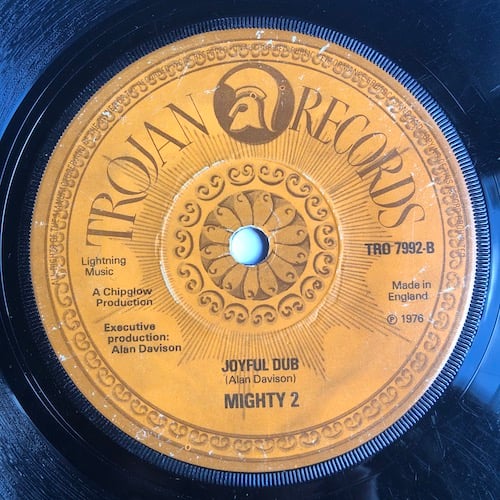 TROJAN RECORDS
TRO 7992-B
Lightning
Music
A Chipglow
Production
Executive
production:
Alan Davison
Made in
England
℗ 1976
JOYFUL DUB
(Alan Davison)
MIGHTY 2